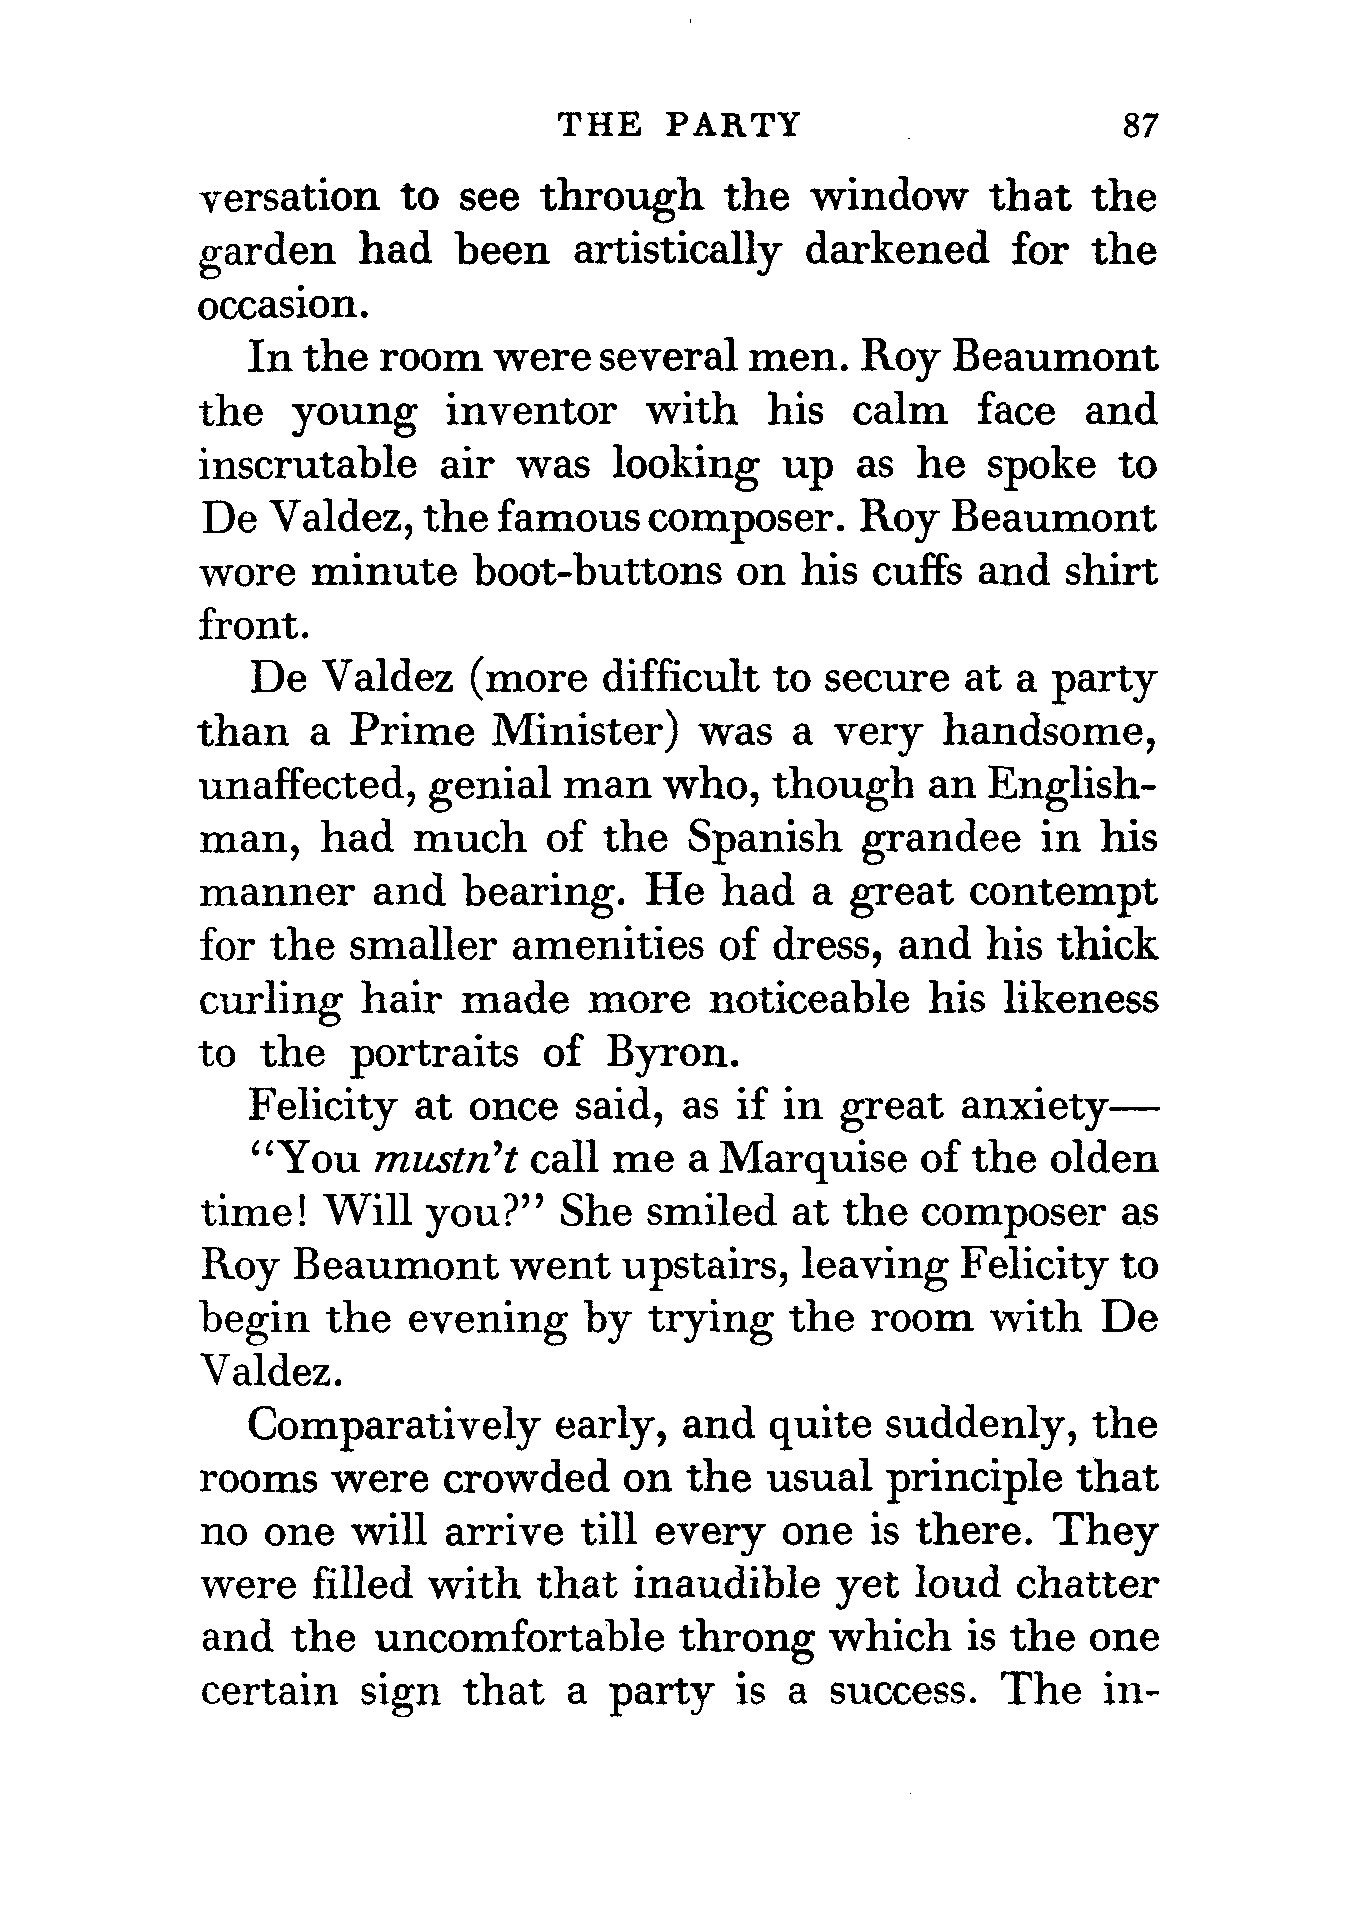 THE PARTY 87
versation to see through the window that the
garden had been artistically darkened for the
occasion.
In the room were several men. Roy Beaumont
the young inventor with his calm face and
inscrutable air was looking up as he spoke to
De Valdez, the famous composer. Roy Beaumont
wore minute boot-buttons on his cuffs and shirt
front.
De Valdez (more difficult to secure at a party
than a Prime Minister) was a very handsome,
unaffected, genial man who, though an English-
man, had much of the Spanish grandee in his
manner and bearing. He had a great contempt
for the smaller amenities of dress, and his thick
curling hair made more noticeable his likeness
to the portraits of Byron.
Felicity at once said, as if in great anxiety—
"You mustn't call me a Marquise of the olden
time! Will you?" She smiled at the composer as
Roy Beaumont went upstairs, leaving Felicity to
begin the evening by trying the room with De
Valdez.
Comparatively early, and quite suddenly, the
rooms were crowded on the usual principle that
no one will arrive till every one is there. They
were filled with that inaudible yet loud chatter
and the uncomfortable throng which is the one
certain sign that a party is a success. The in-